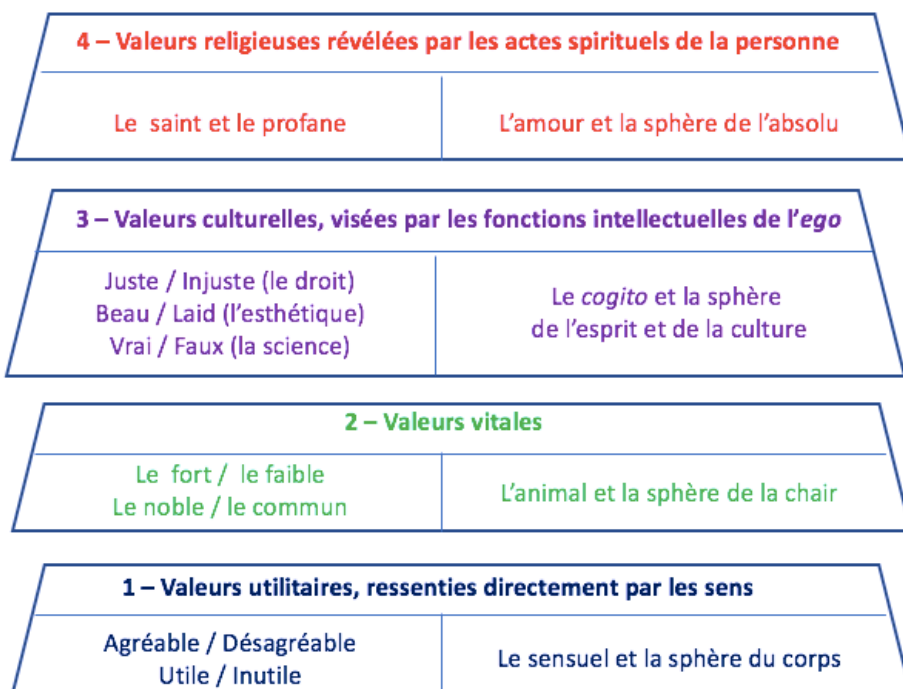 4 – Valeurs religieuses révélées par les actes spirituels de la personne
Le saint et le profane
L'amour et la sphère de l'absolu
3 – Valeurs culturelles, visées par les fonctions intellectuelles de l'ego
Juste / Injuste (le droit)
Beau / Laid (l'esthétique)
Vrai / Faux (la science)
Le cogito et la sphère
de l'esprit et de la culture
2 – Valeurs vitales
Le fort / le faible
Le noble / le commun
L'animal et la sphère de la chair
1 – Valeurs utilitaires, ressenties directement par les sens
Agréable / Désagréable
Utile / Inutile
Le sensuel et la sphère du corps